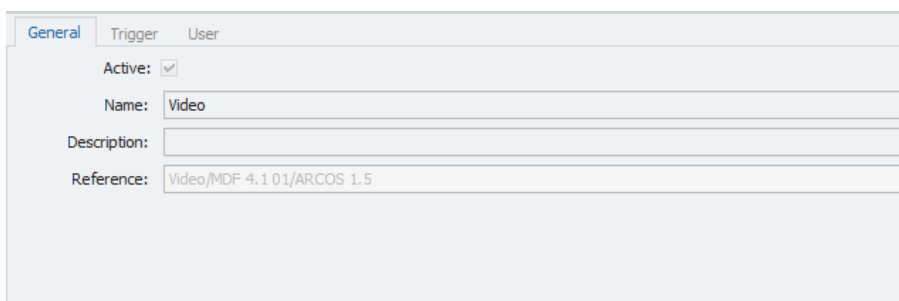 General Trigger User
Active:
Name: Video
Description:
Reference: Video/MDF 4.1 01/ARCOS 1.5